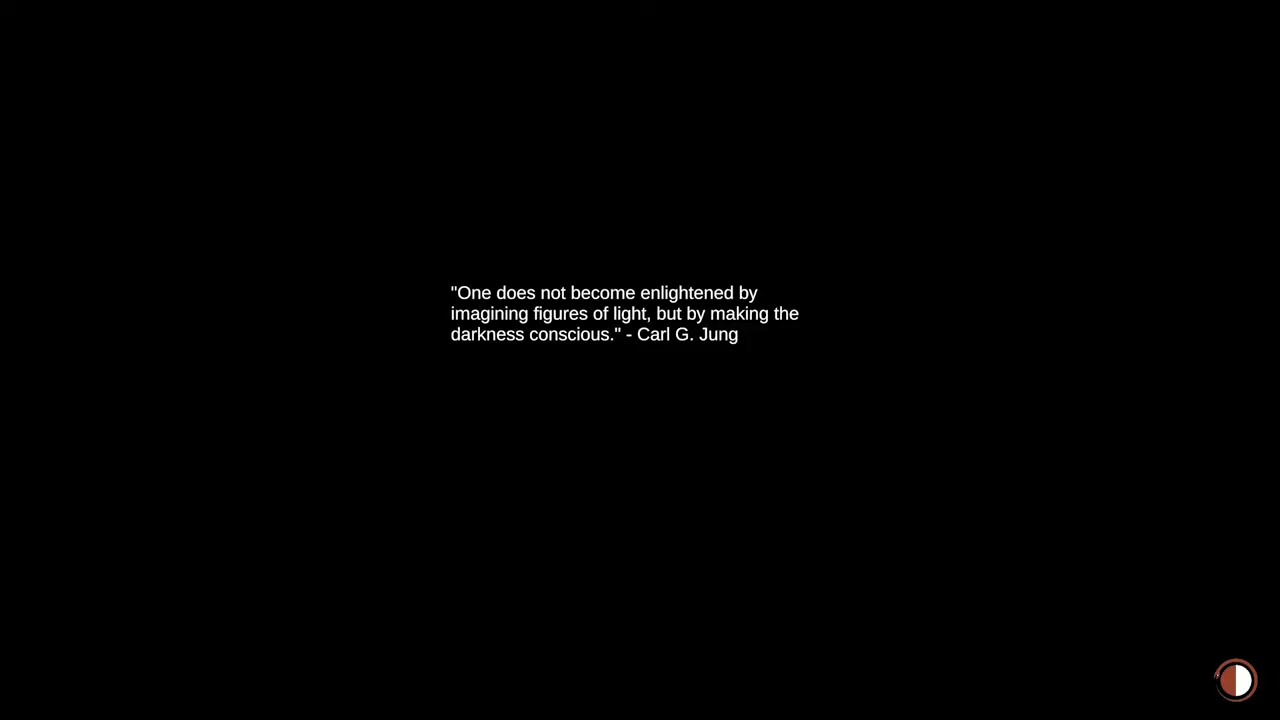 "One does not become enlightened by
imagining figures of light, but by making the
darkness conscious." - Carl G. Jung